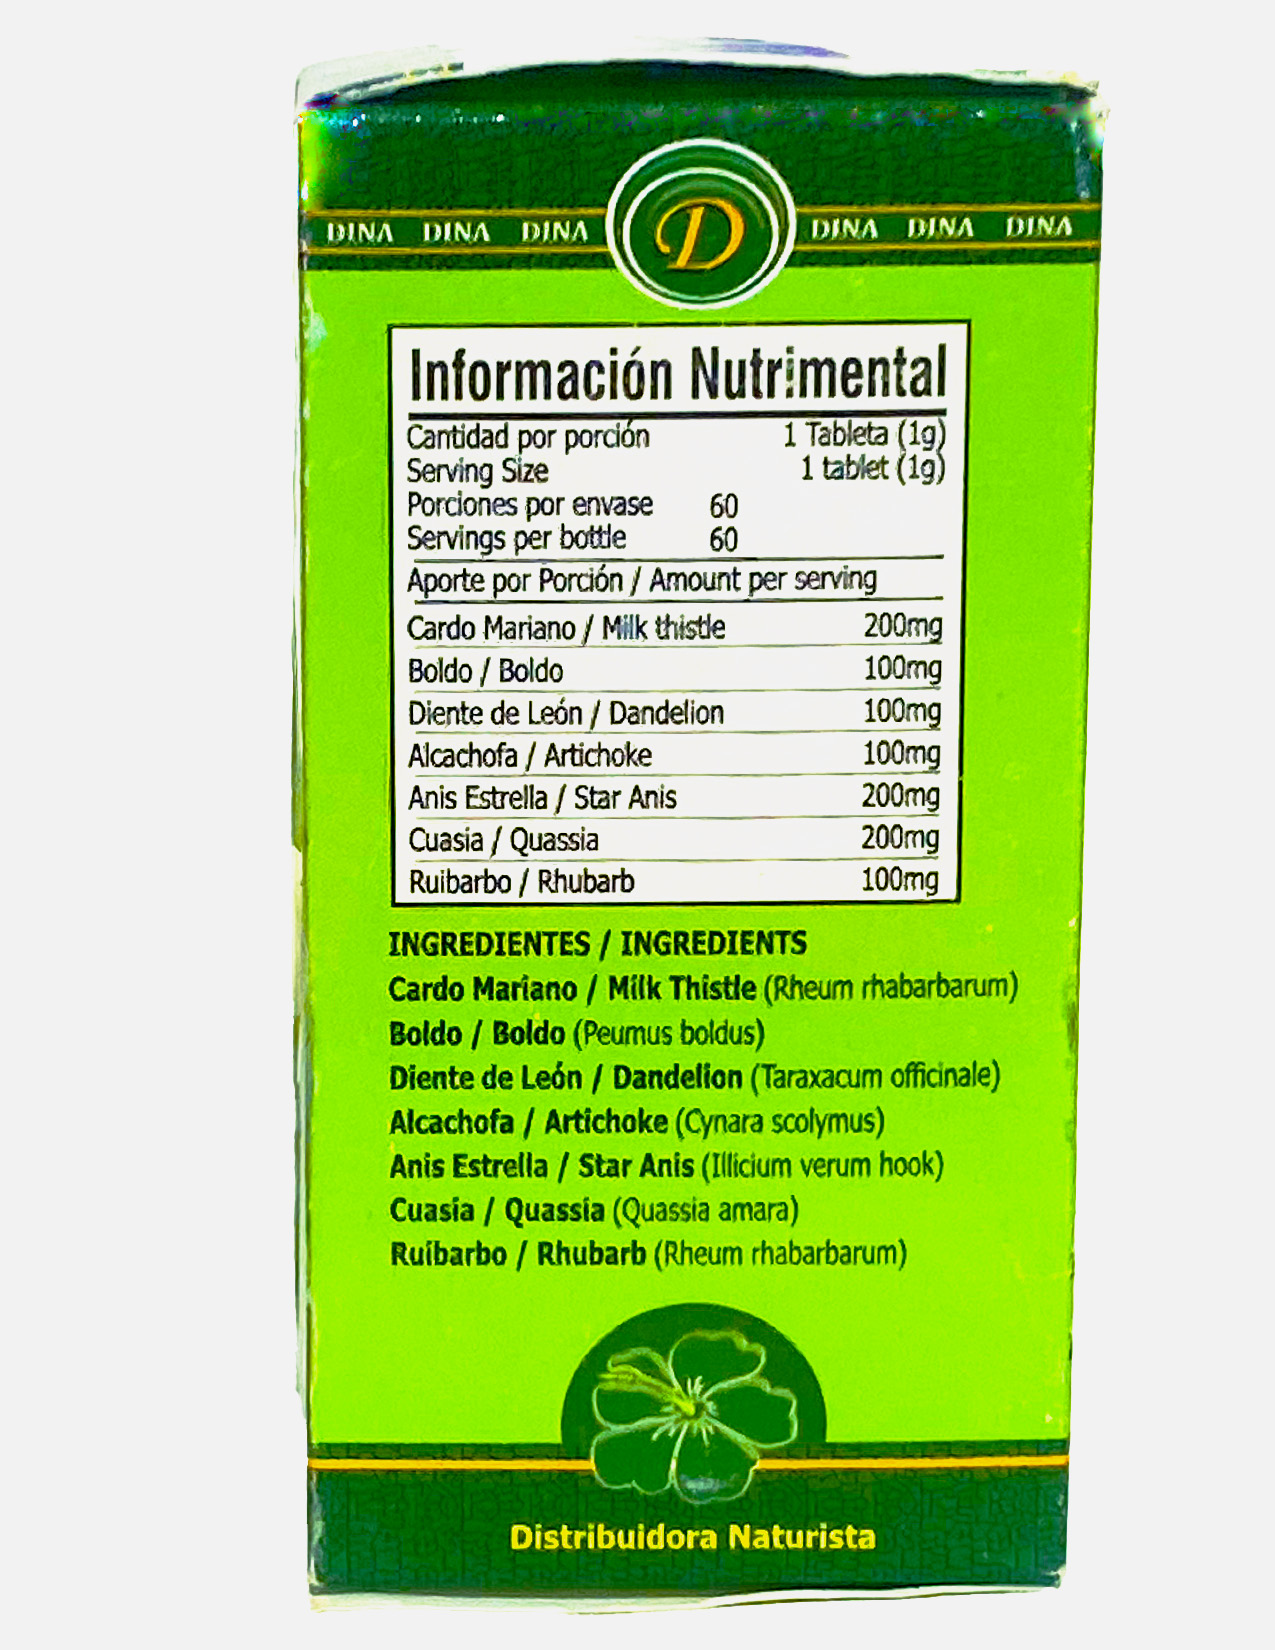 DINA DINA DINA D DINA DINA DINA
Información Nutrimental
Cantidad por porción 1 Tableta (1g)
Serving Size 1 tablet (1g)
Porciones por envase 60
Servings per bottle 60
Aporte por Porción / Amount per serving
Cardo Mariano / Milk thistle 200mg
Boldo / Boldo 100mg
Diente de León / Dandelion 100mg
Alcachofa / Artichoke 100mg
Anis Estrella / Star Anis 200mg
Cuasia / Quassia 200mg
Ruibarbo / Rhubarb 100mg
INGREDIENTES / INGREDIENTS
Cardo Mariano / Milk Thistle (Rheum rhabarbarum)
Boldo / Boldo (Peumus boldus)
Diente de León / Dandelion (Taraxacum officinale)
Alcachofa / Artichoke (Cynara scolymus)
Anis Estrella / Star Anis (Illicium verum hook)
Cuasia / Quassia (Quassia amara)
Ruibarbo / Rhubarb (Rheum rhabarbarum)
Distribuidora Naturista